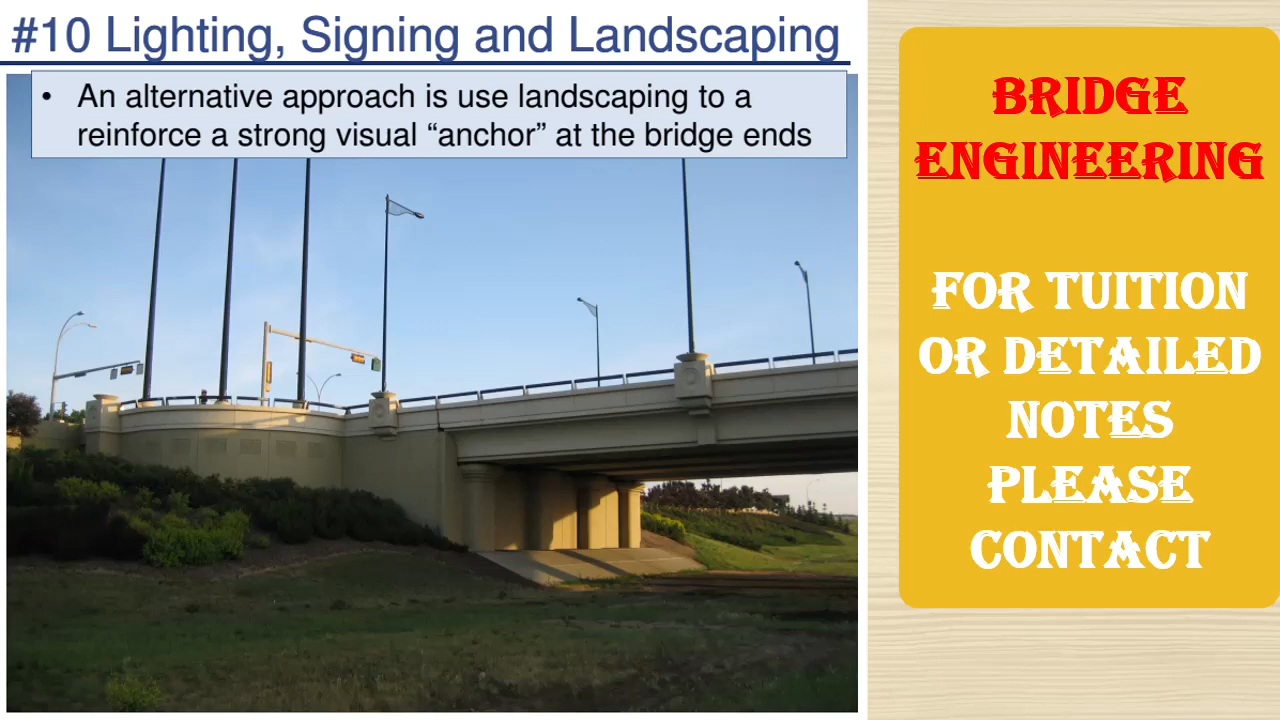 #10 Lighting, Signing and Landscaping
• An alternative approach is use landscaping to a
reinforce a strong visual “anchor” at the bridge ends
BRIDGE
ENGINEERING
FOR TUITION
OR DETAILED
NOTES
PLEASE
CONTACT